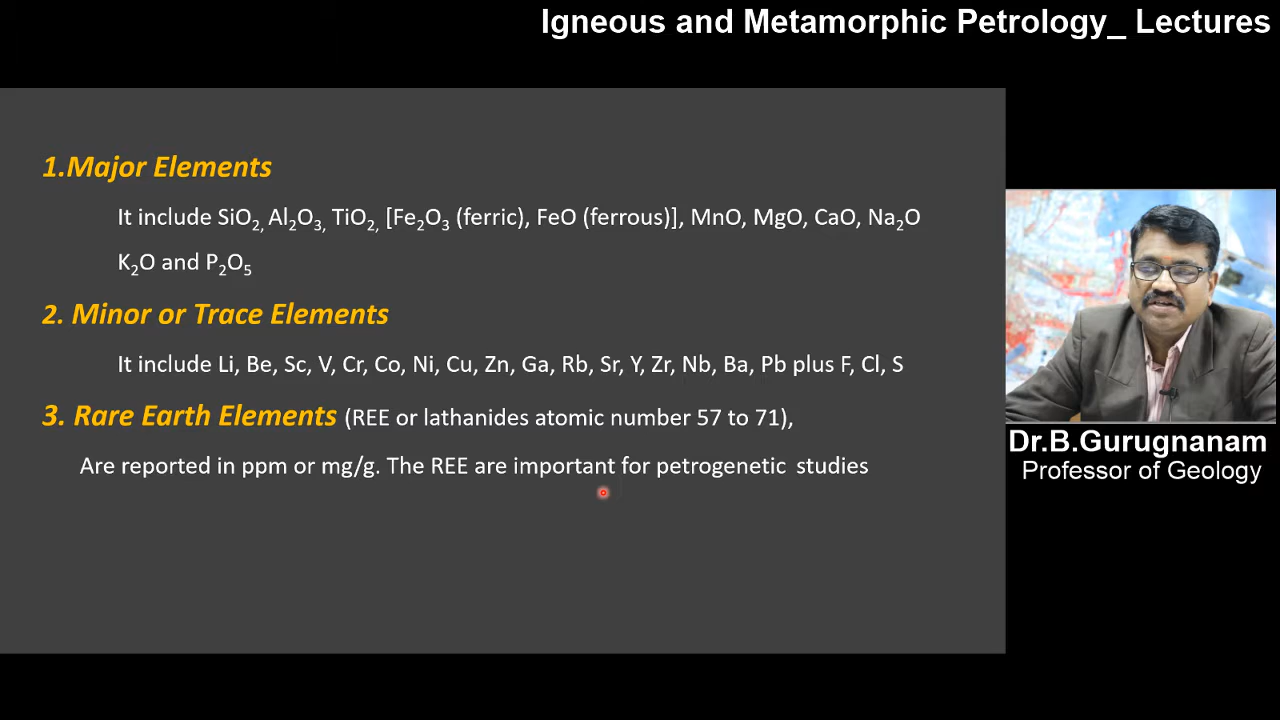 Igneous and Metamorphic Petrology_ Lectures
1.Major Elements
It include SiO₂, Al₂O₃, TiO₂, [Fe₂O₃ (ferric), FeO (ferrous)], MnO, MgO, CaO, Na₂O
K₂O and P₂O₅
2. Minor or Trace Elements
It include Li, Be, Sc, V, Cr, Co, Ni, Cu, Zn, Ga, Rb, Sr, Y, Zr, Nb, Ba, Pb plus F, Cl, S
3. Rare Earth Elements (REE or lathanides atomic number 57 to 71),
Are reported in ppm or mg/g. The REE are important for petrogenetic studies
Dr.B.Gurugnanam
Professor of Geology